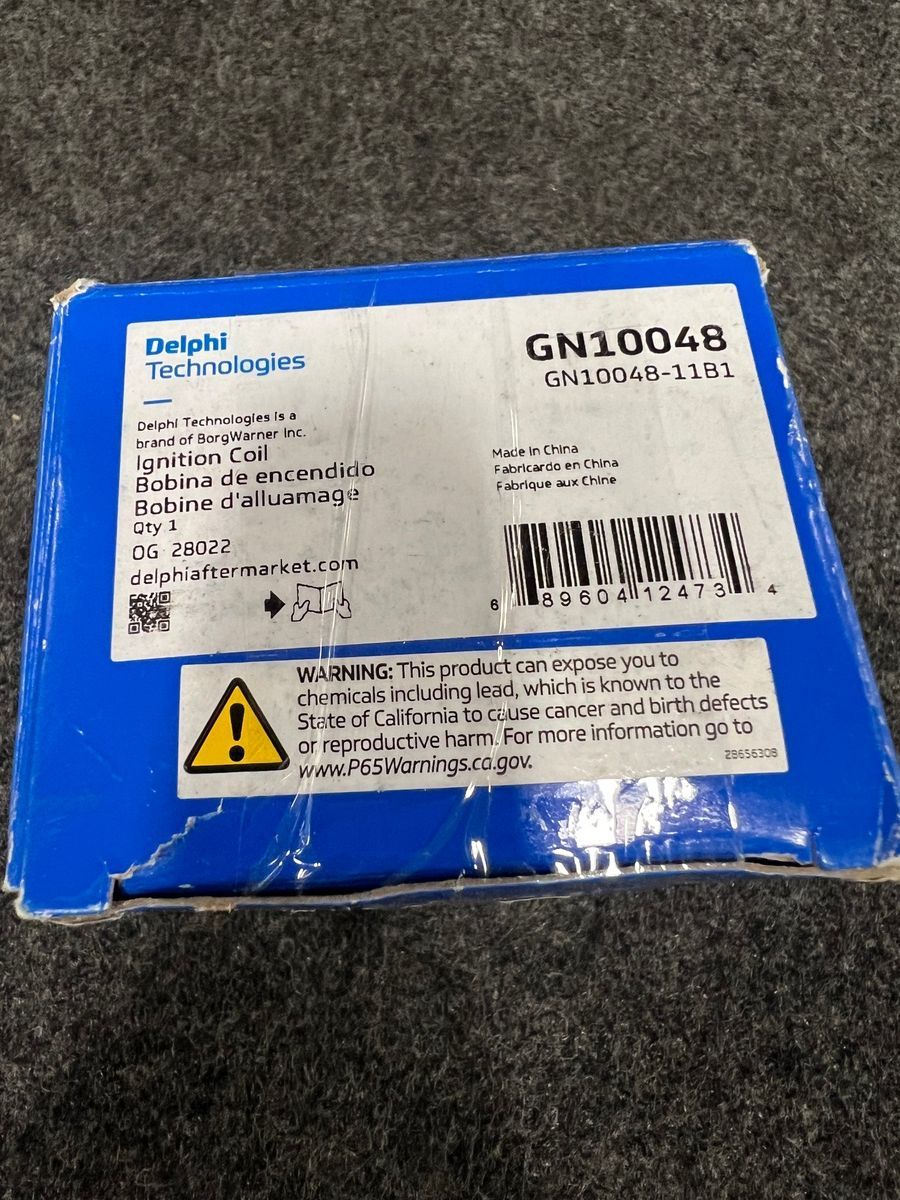 Delphi
Technologies
GN10048
GN10048-11B1
Delphi Technologies is a
brand of BorgWarner Inc.
Ignition Coil
Bobina de encendido
Bobine d'alluamage
Qty 1
OG 28022
delphiaftermarket.com
Made in China
Fabricardo en China
Fabrique aux Chine
6 89604 12473 4
WARNING: This product can expose you to
chemicals including lead, which is known to the
State of California to cause cancer and birth defects
or reproductive harm. For more information go to
www.P65Warnings.ca.gov.
28656308